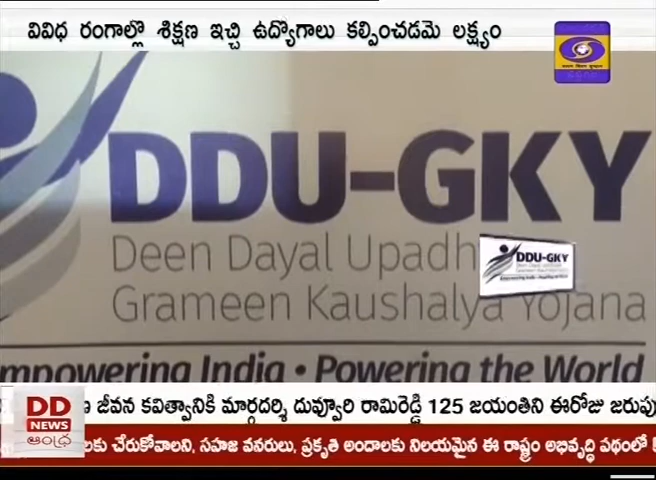 వివిధ రంగాల్లొ శిక్షణ ఇచ్చి ఉద్యోగాలు కల్పించడమె లక్ష్యం
DDU-GKY
Deen Dayal Upadh
DDU-GKY
Grameen Kaushalya Yojana
mpowering India • Powering the World
DD
NEWS
ఆంధ్ర
ణ జీవన కవిత్వానికి మార్గదర్శి దువ్వూరి రామిరెడ్డి 125 జయంతిని ఈరోజు జరుపు
లకు చేరుకోవాలని, సహజ వనరులు, ప్రకృతి అందాలకు నిలయమైన ఈ రాష్ట్రం అభివృద్ధి పథంలో